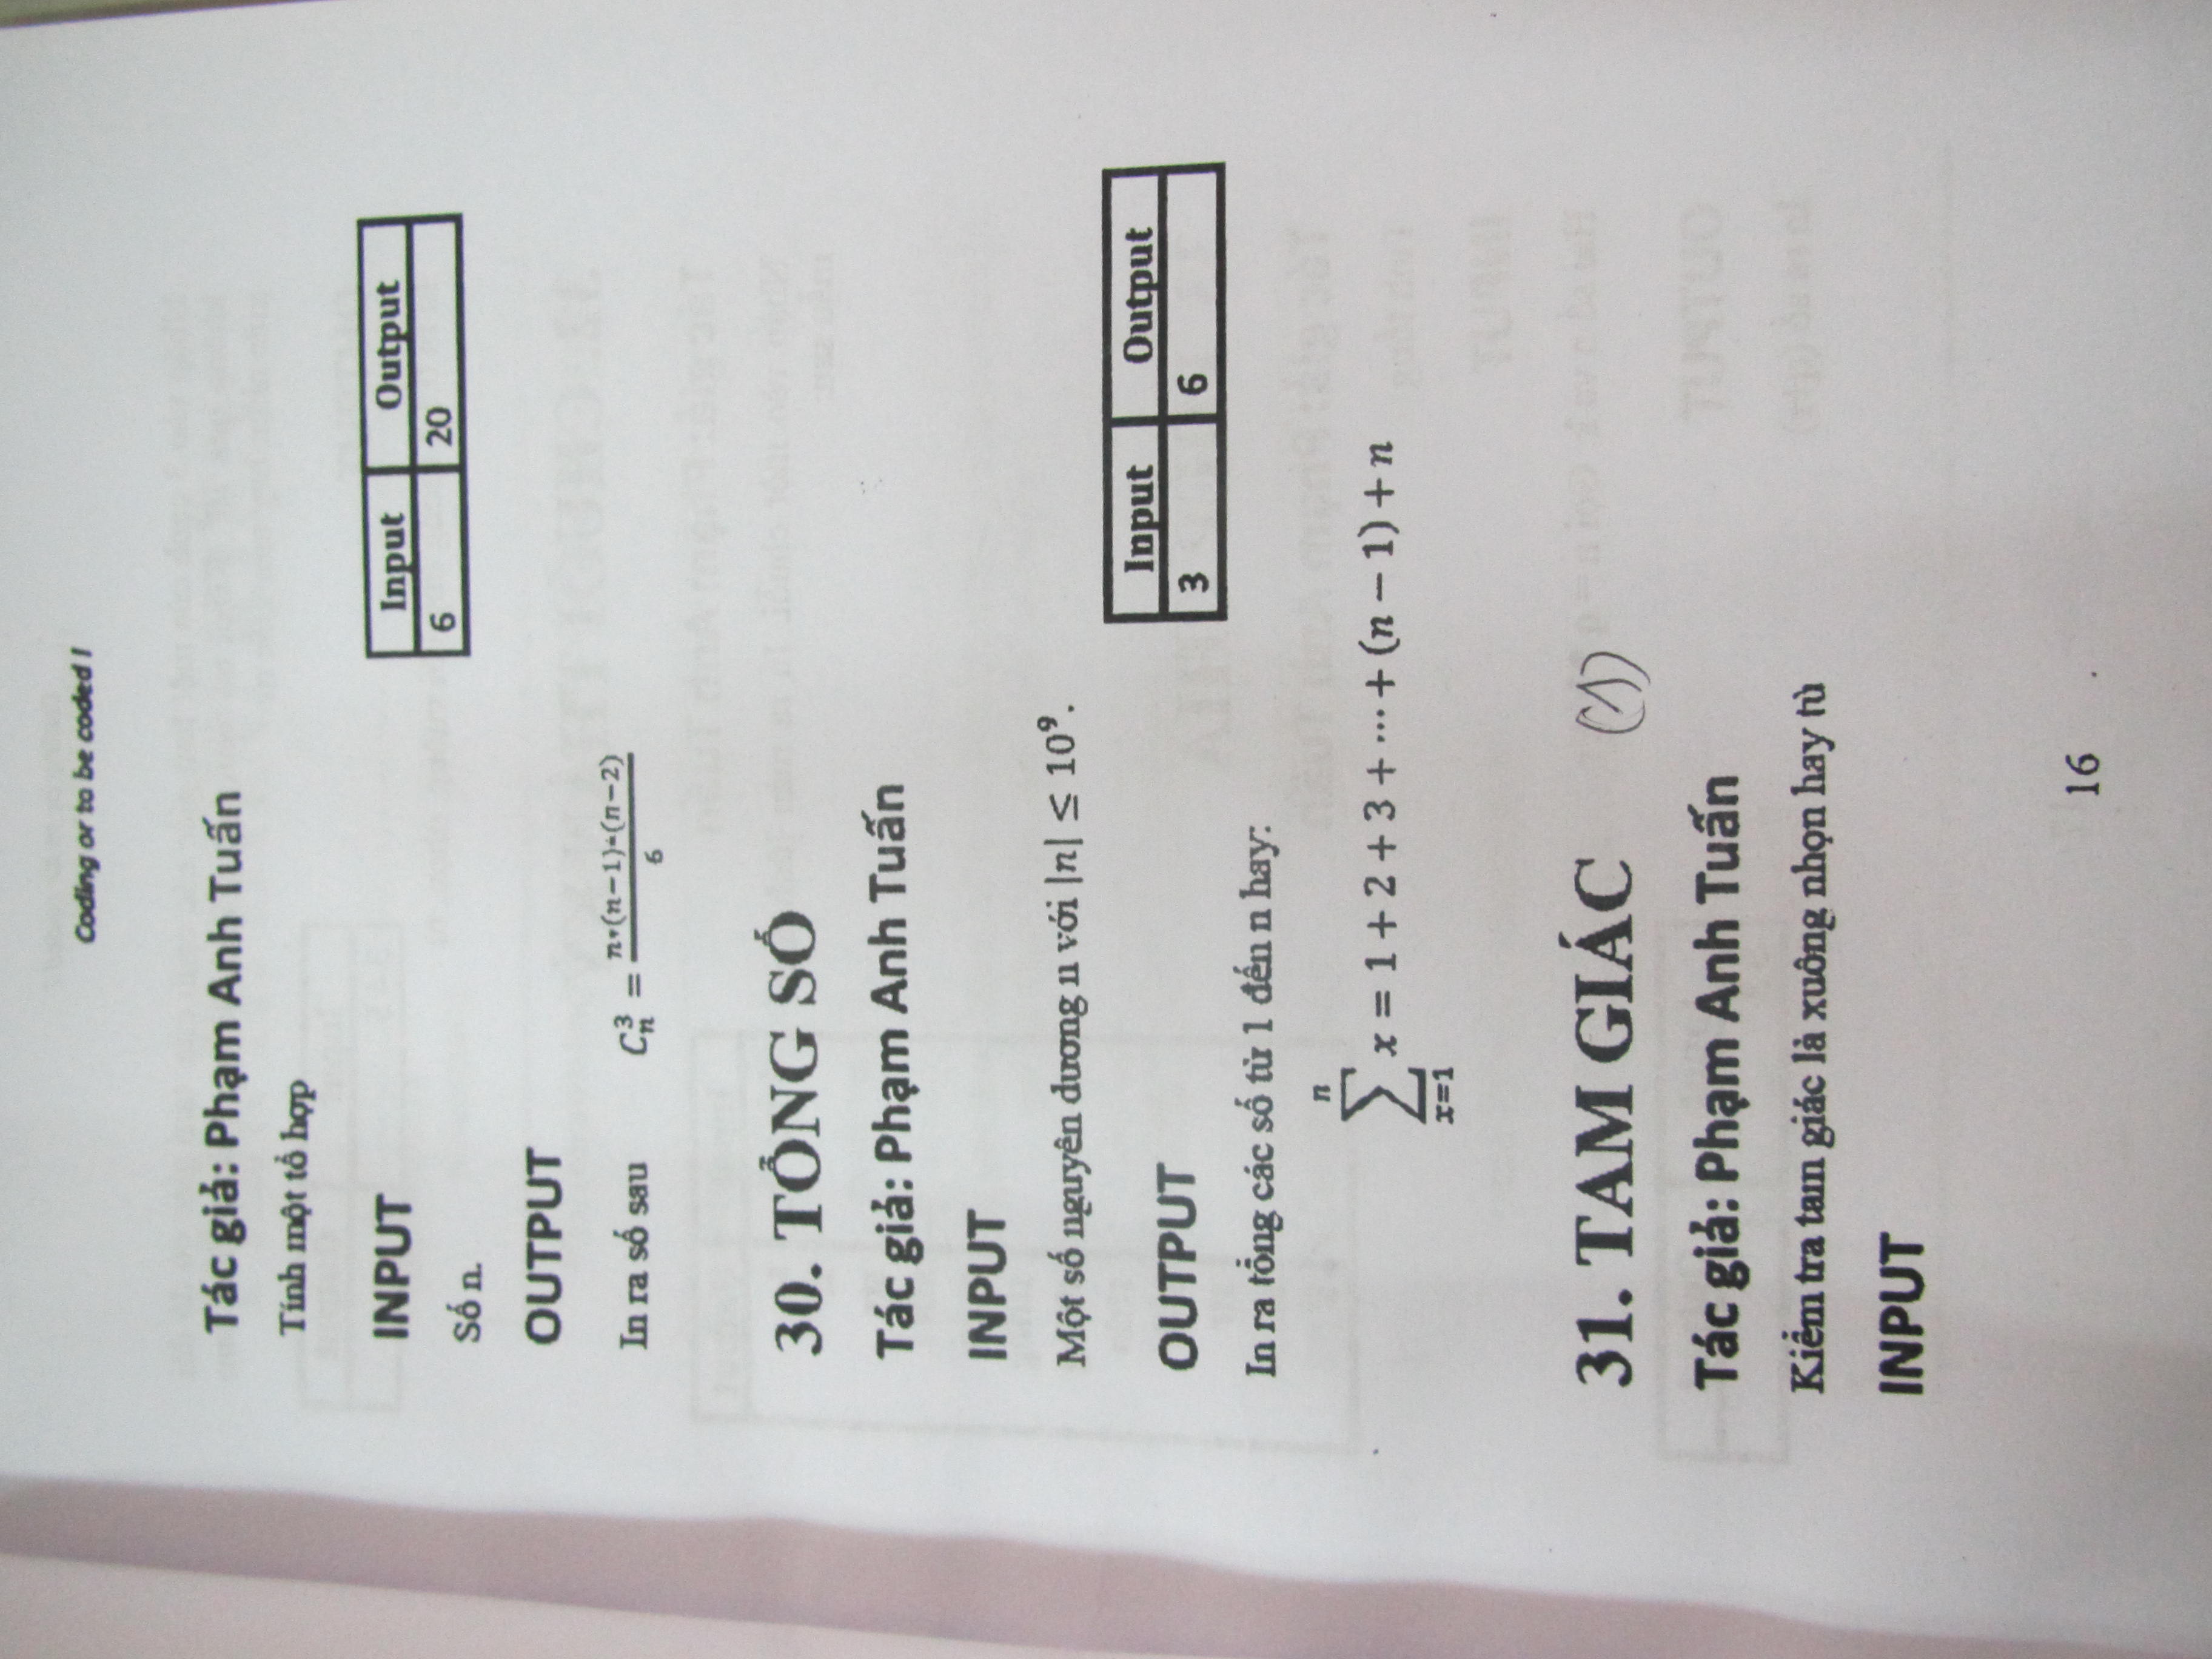 Coding or to be coded !
Tác giả: Phạm Anh Tuấn
Tính một tổ hợp
INPUT
Input Output
6 20
Số n.
OUTPUT
In ra số sau C_n^3 = \frac{n*(n-1)*(n-2)}{6}
30. TỔNG SỐ
Tác giả: Phạm Anh Tuấn
INPUT
Một số nguyên dương n với |n| ≤ 10⁹.
Input Output
3 6
OUTPUT
In ra tổng các số từ 1 đến n hay:
\sum_{x=1}^{n} x = 1 + 2 + 3 + ⋯ + (n − 1) + n
31. TAM GIÁC (1)
Tác giả: Phạm Anh Tuấn
Kiểm tra tam giác là xuông nhọn hay tù
INPUT
16